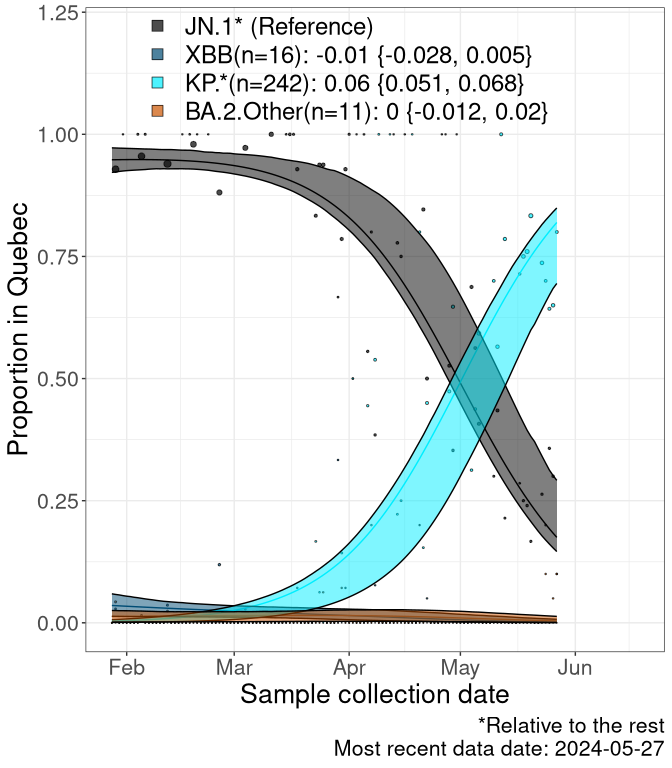 1.25
JN.1* (Reference)
XBB(n=16): -0.01 {-0.028, 0.005}
KP.*(n=242): 0.06 {0.051, 0.068}
BA.2.Other(n=11): 0 {-0.012, 0.02}
1.00
0.75
Proportion in Quebec
0.50
0.25
0.00
Feb Mar Apr May Jun
Sample collection date
*Relative to the rest
Most recent data date: 2024-05-27